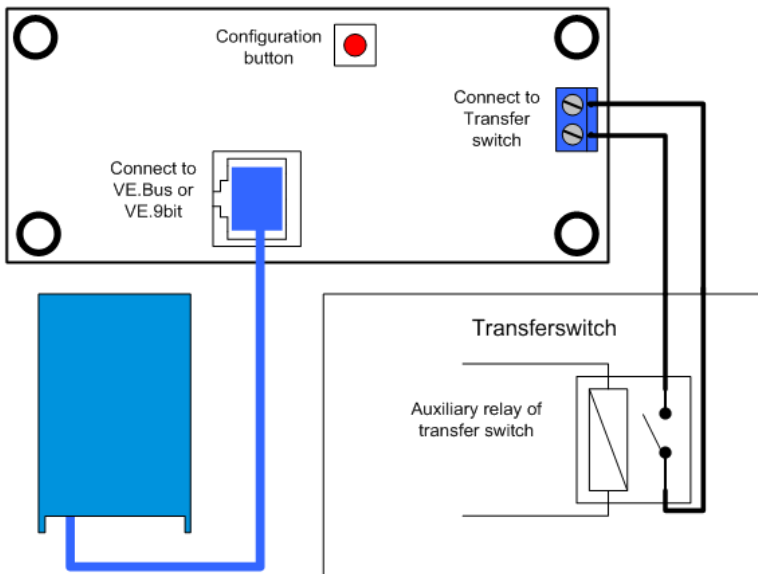 Configuration
button
Connect to
Transfer
switch
Connect to
VE.Bus or
VE.9bit
Transferswitch
Auxiliary relay of
transfer switch